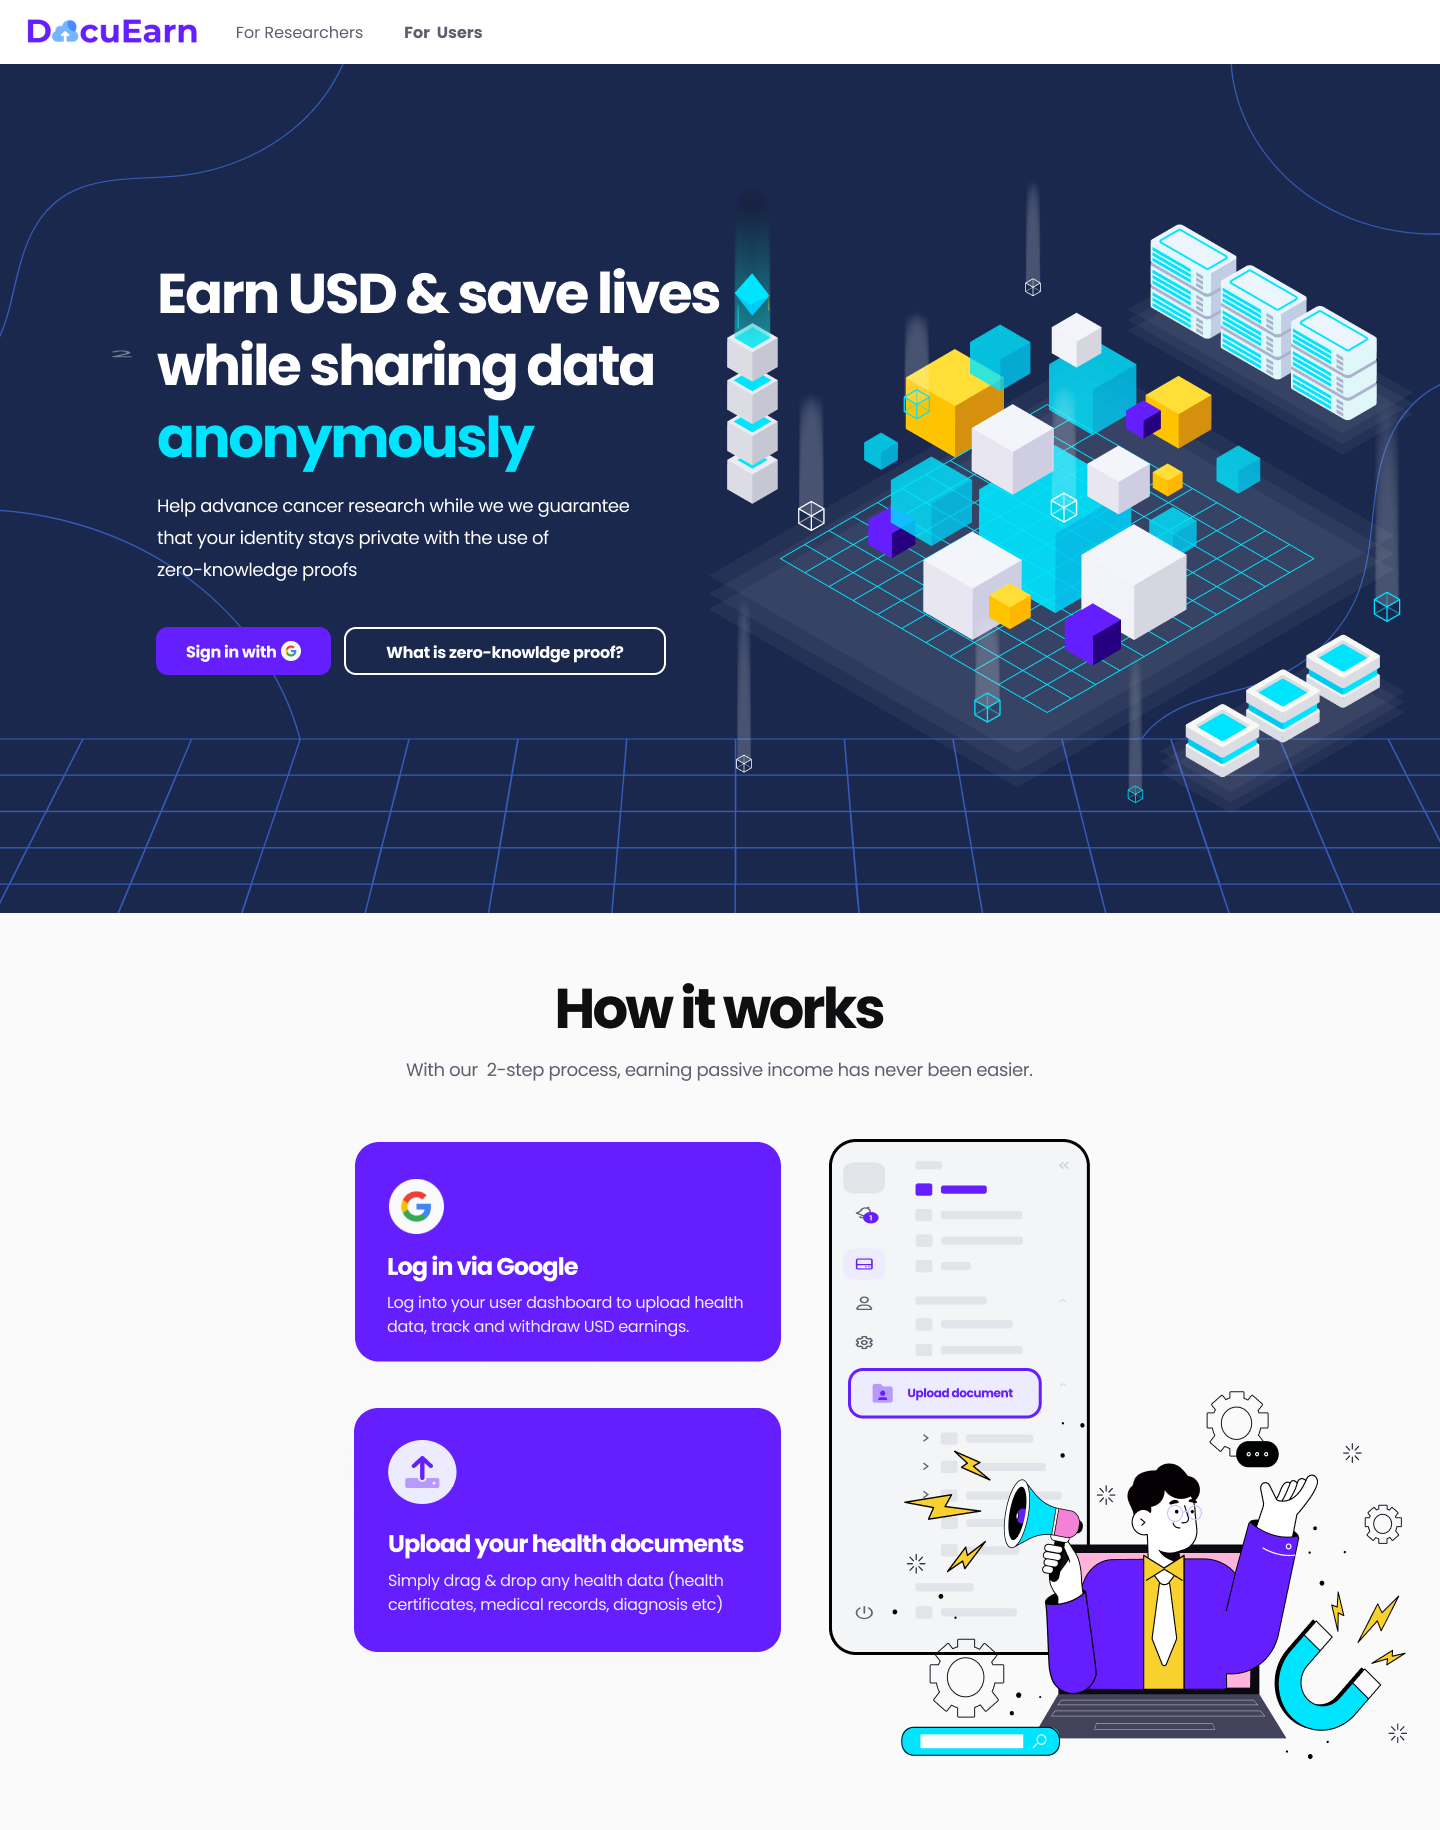 DocuEarn
For Researchers
For Users
Earn USD & save lives
while sharing data
anonymously
Help advance cancer research while we we guarantee
that your identity stays private with the use of
zero-knowledge proofs
Sign in with G
What is zero-knowldge proof?
How it works
With our 2-step process, earning passive income has never been easier.
G
Log in via Google
Log into your user dashboard to upload health
data, track and withdraw USD earnings.
1
Upload document
Upload your health documents
Simply drag & drop any health data (health
certificates, medical records, diagnosis etc)